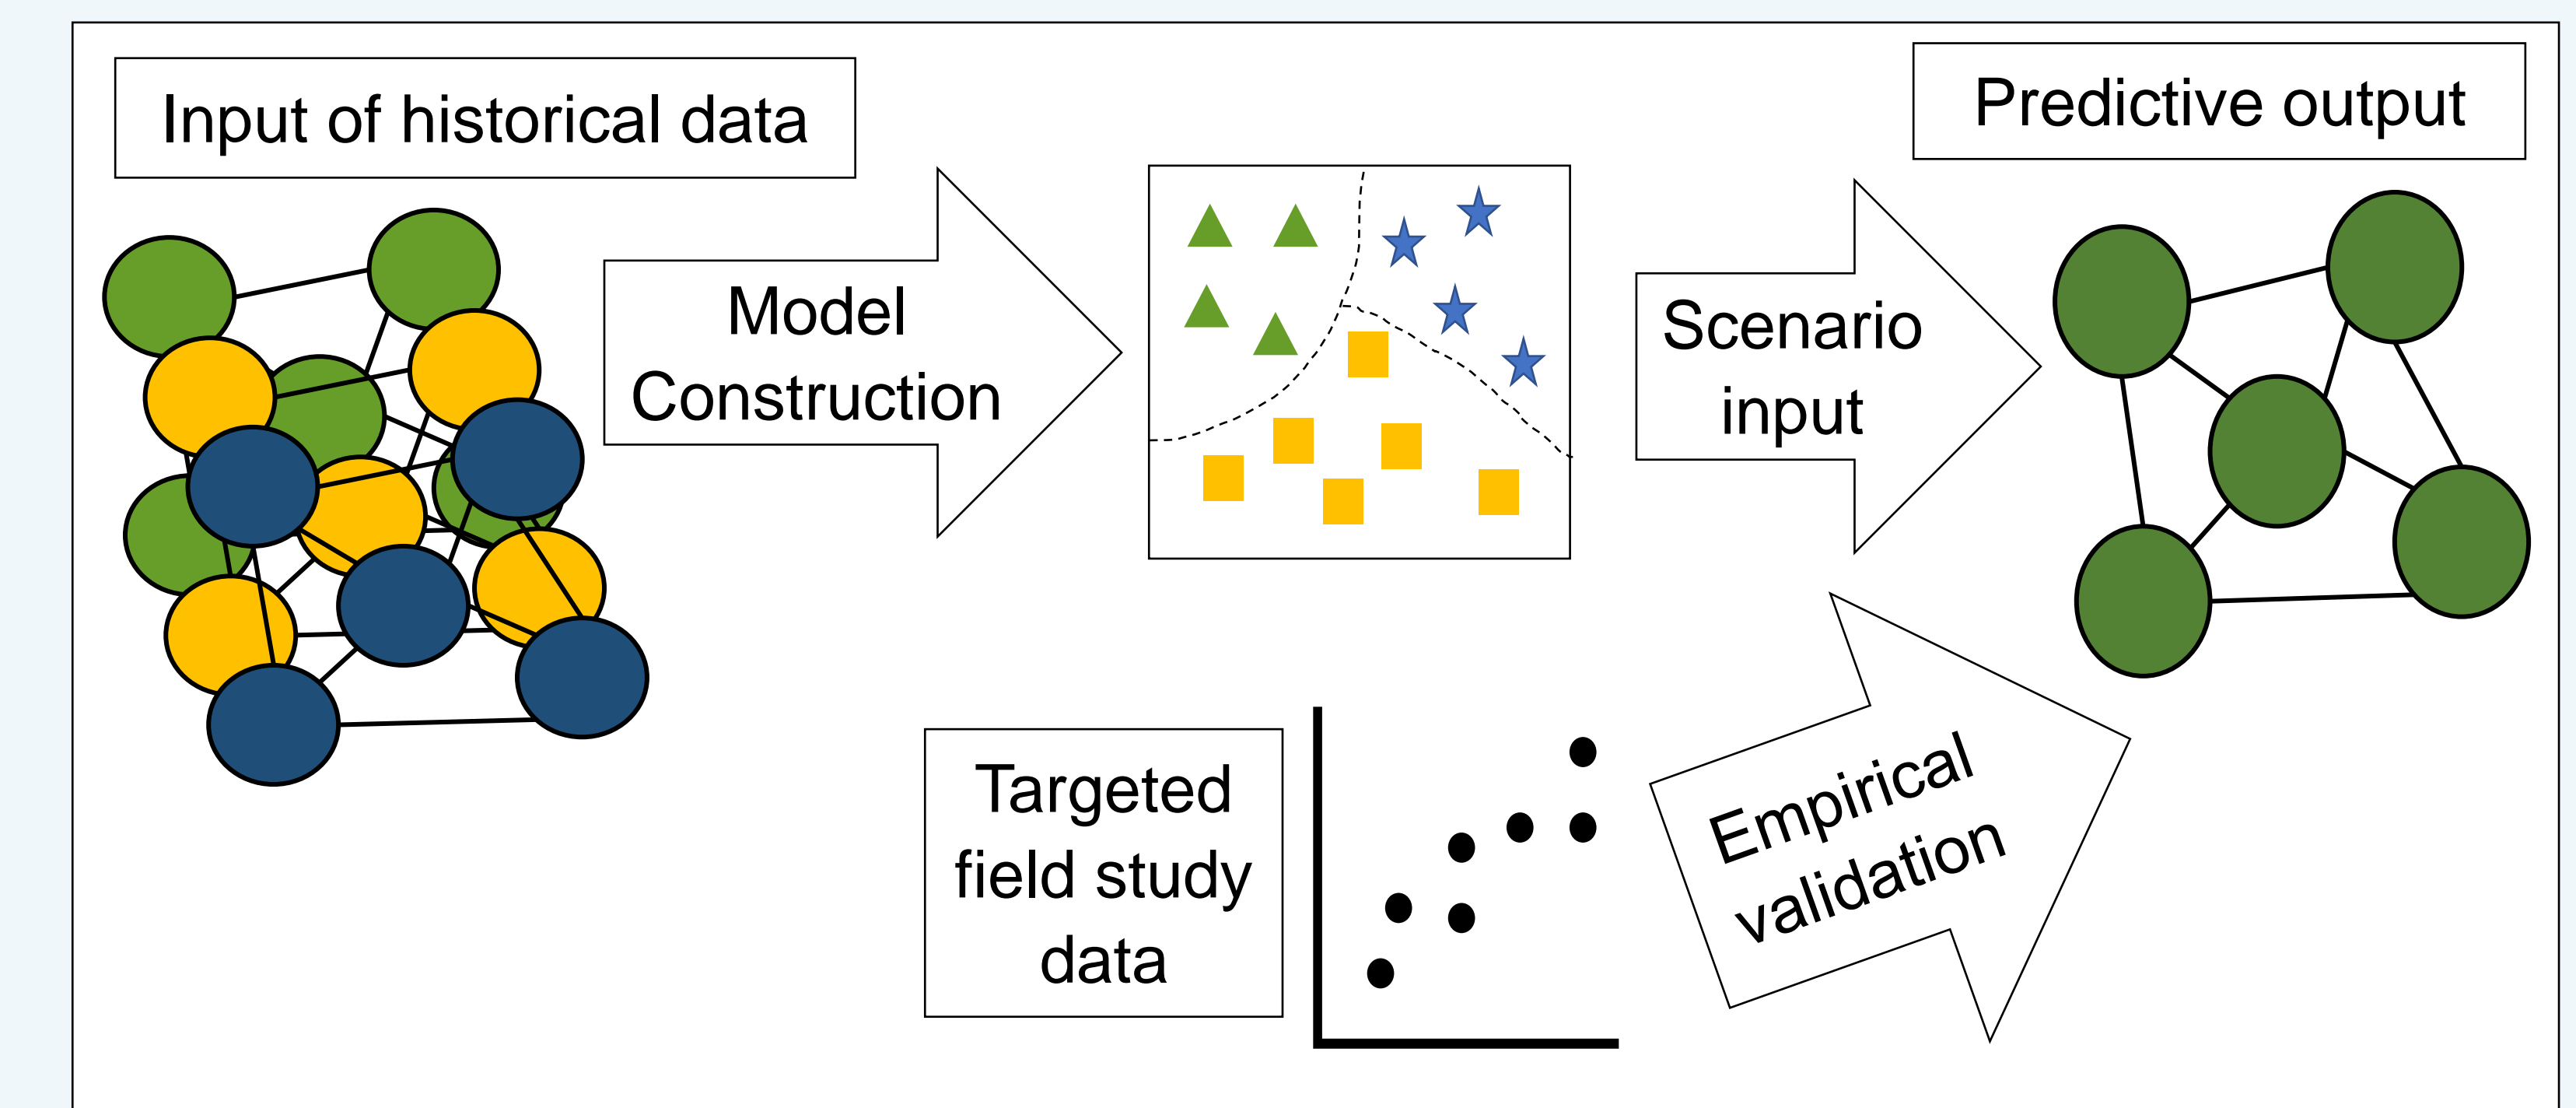 Input of historical data
Predictive output
Model
Construction
Scenario
input
Targeted
field study
data
Empirical
validation